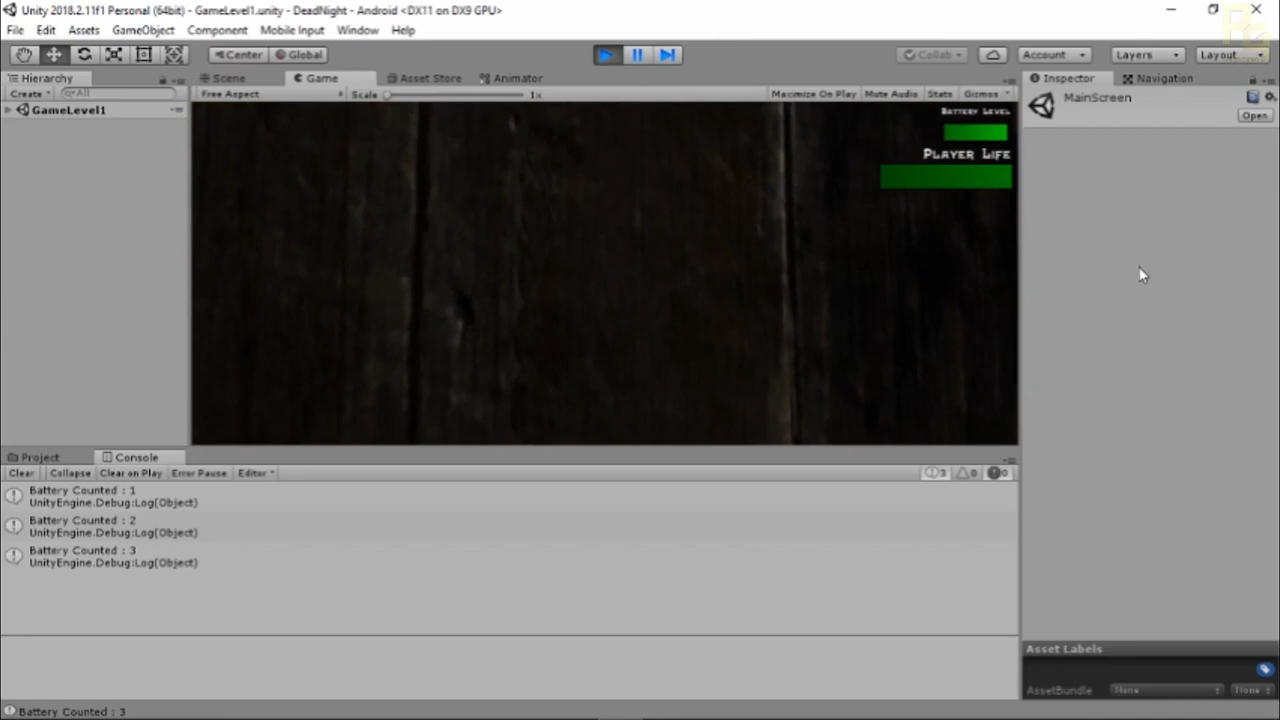 Unity 2018.2.11f1 Personal (64bit) - GameLevel1.unity - DeadNight - Android <DX11 on DX9 GPU>
File Edit Assets GameObject Component Mobile Input Window Help
Center Global Collab Account Layers Layout
Hierarchy Scene Game Asset Store Animator Inspector Navigation
Create All Free Aspect Scale 1x Maximize On Play Mute Audio Stats Gizmos MainScreen
GameLevel1 Battery Level Open
Player Life
Project Console
Clear Collapse Clear on Play Error Pause Editor 3 0 0
Battery Counted : 1
UnityEngine.Debug:Log(Object)
Battery Counted : 2
UnityEngine.Debug:Log(Object)
Battery Counted : 3
UnityEngine.Debug:Log(Object)
Asset Labels
AssetBundle None None
Battery Counted : 3